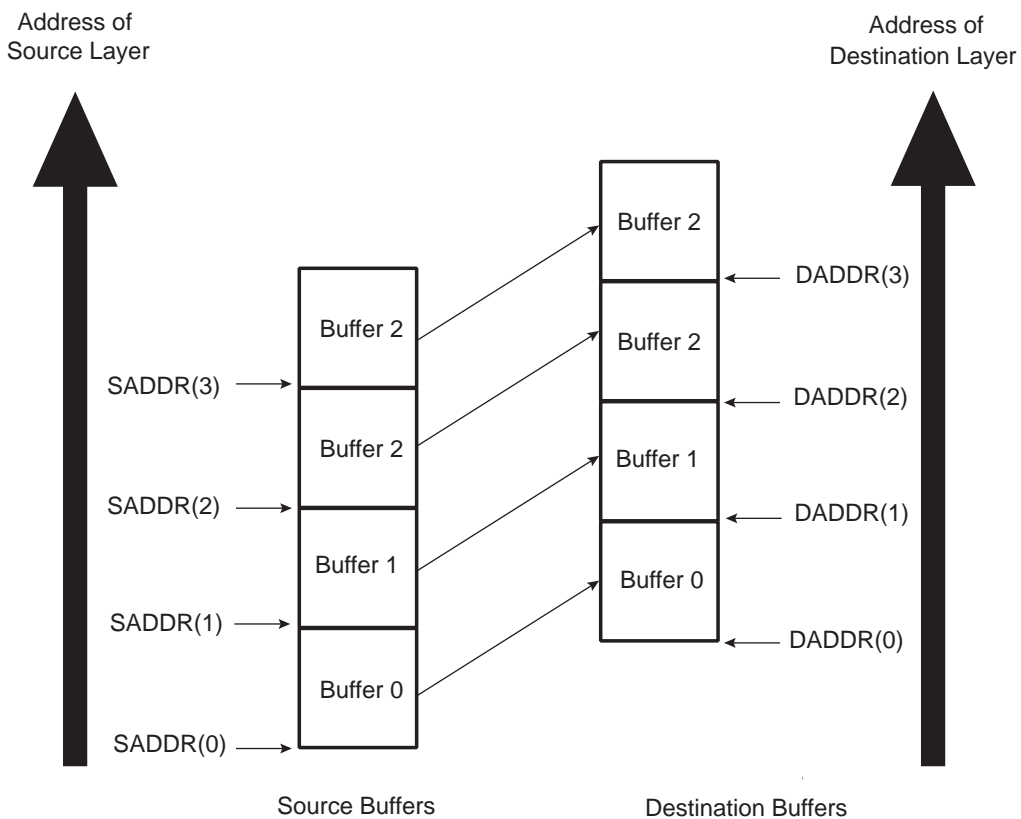 Address of
Source Layer
Address of
Destination Layer
Buffer 2
DADDR(3)
Buffer 2
Buffer 2
SADDR(3)
DADDR(2)
Buffer 2
Buffer 1
SADDR(2)
DADDR(1)
Buffer 1
Buffer 0
SADDR(1)
DADDR(0)
Buffer 0
SADDR(0)
Source Buffers
Destination Buffers